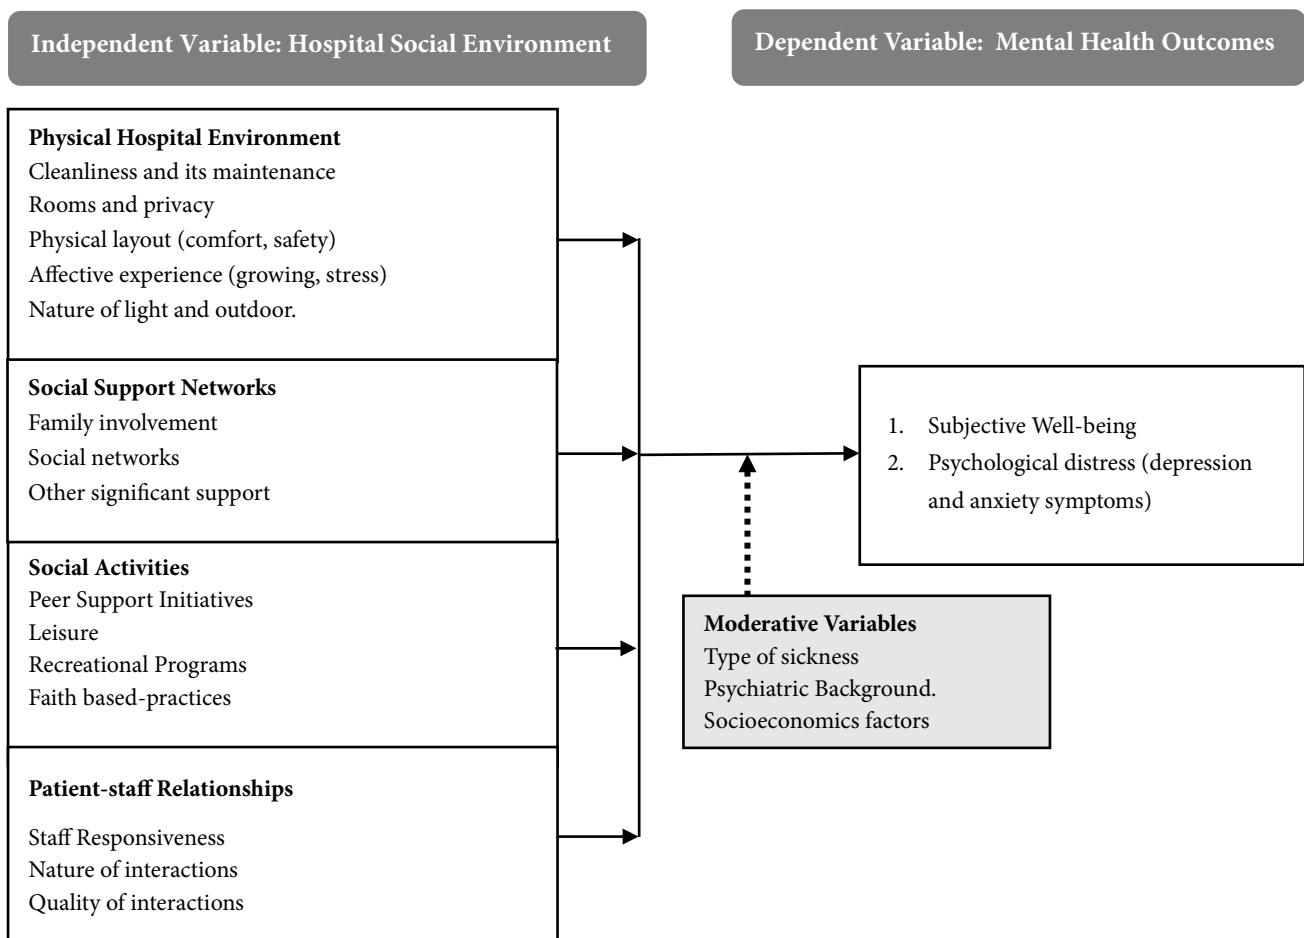 Independent Variable: Hospital Social Environment
Dependent Variable: Mental Health Outcomes
Physical Hospital Environment
Cleanliness and its maintenance
Rooms and privacy
Physical layout (comfort, safety)
Affective experience (growing, stress)
Nature of light and outdoor.
Social Support Networks
Family involvement
Social networks
Other significant support
Social Activities
Peer Support Initiatives
Leisure
Recreational Programs
Faith based-practices
Patient-staff Relationships
Staff Responsiveness
Nature of interactions
Quality of interactions
1. Subjective Well-being
2. Psychological distress (depression
and anxiety symptoms)
Moderative Variables
Type of sickness
Psychiatric Background.
Socioeconomics factors